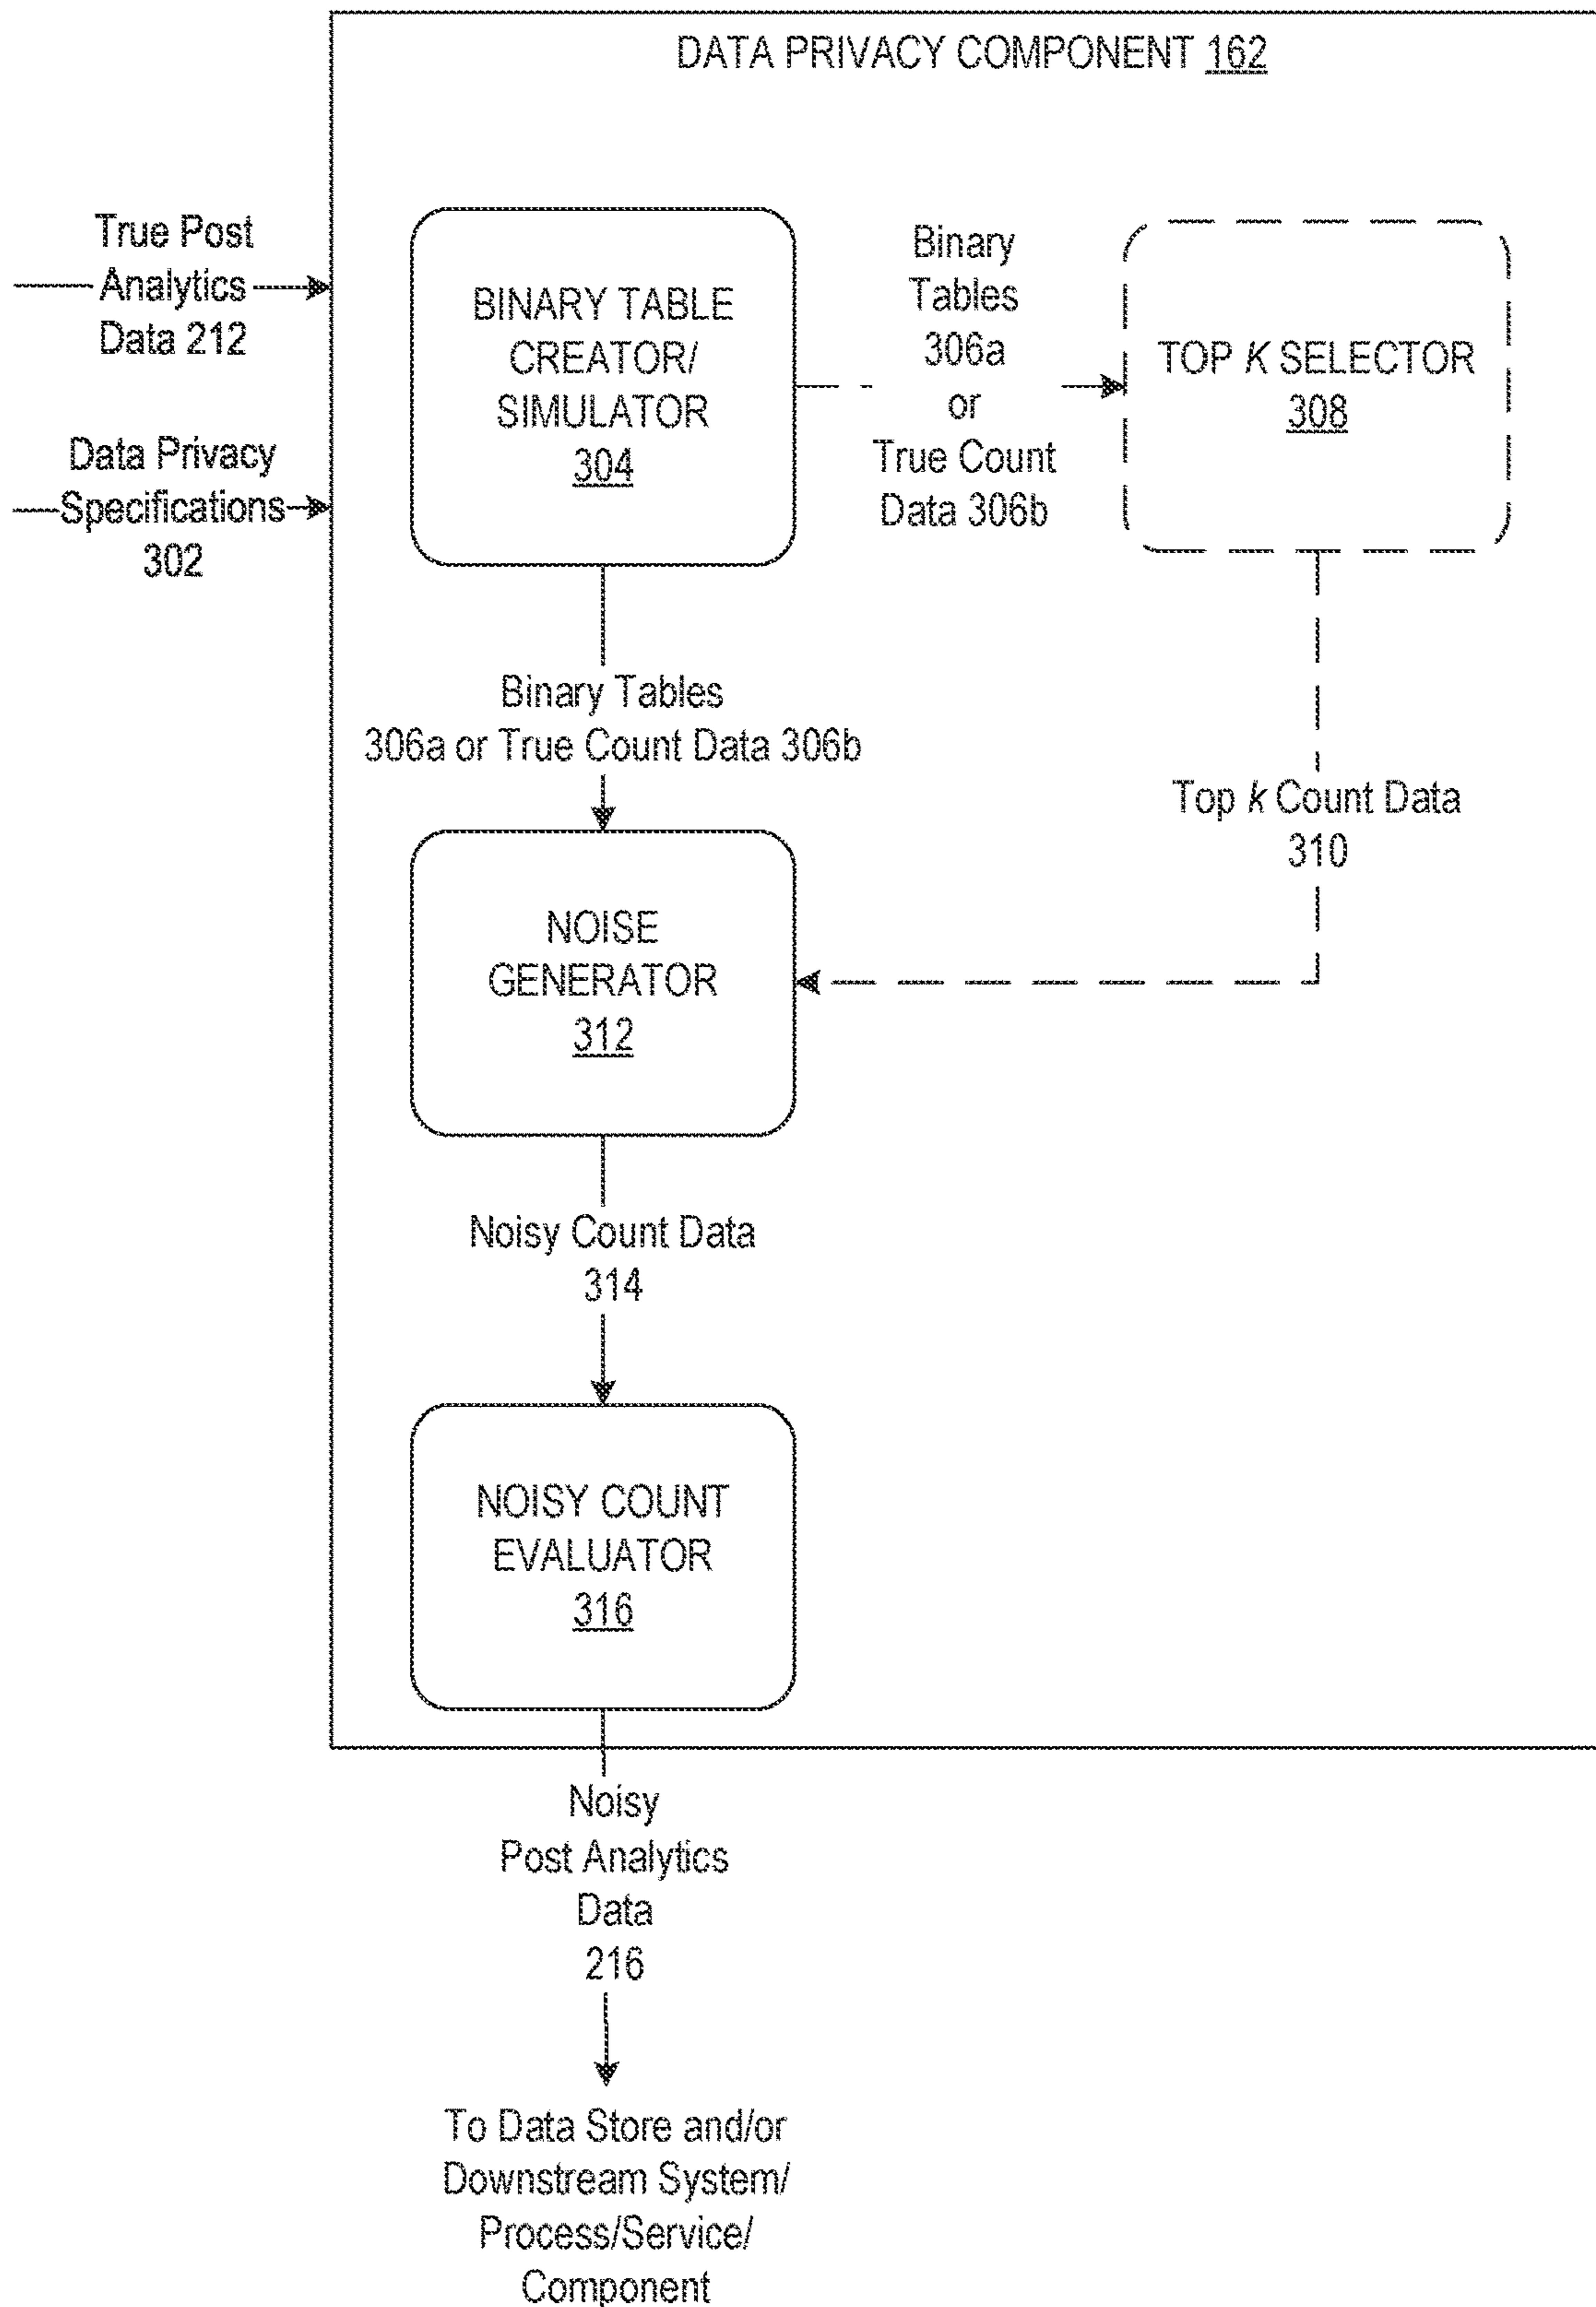 DATA PRIVACY COMPONENT 162
True Post
Analytics
Data 212
Data Privacy
Specifications
302
BINARY TABLE
CREATOR/
SIMULATOR
304
Binary
Tables
306a
or
True Count
Data 306b
TOP K SELECTOR
308
Binary Tables
306a or True Count Data 306b
Top k Count Data
310
NOISE
GENERATOR
312
Noisy Count Data
314
NOISY COUNT
EVALUATOR
316
Noisy
Post Analytics
Data
216
To Data Store and/or
Downstream System/
Process/Service/
Component